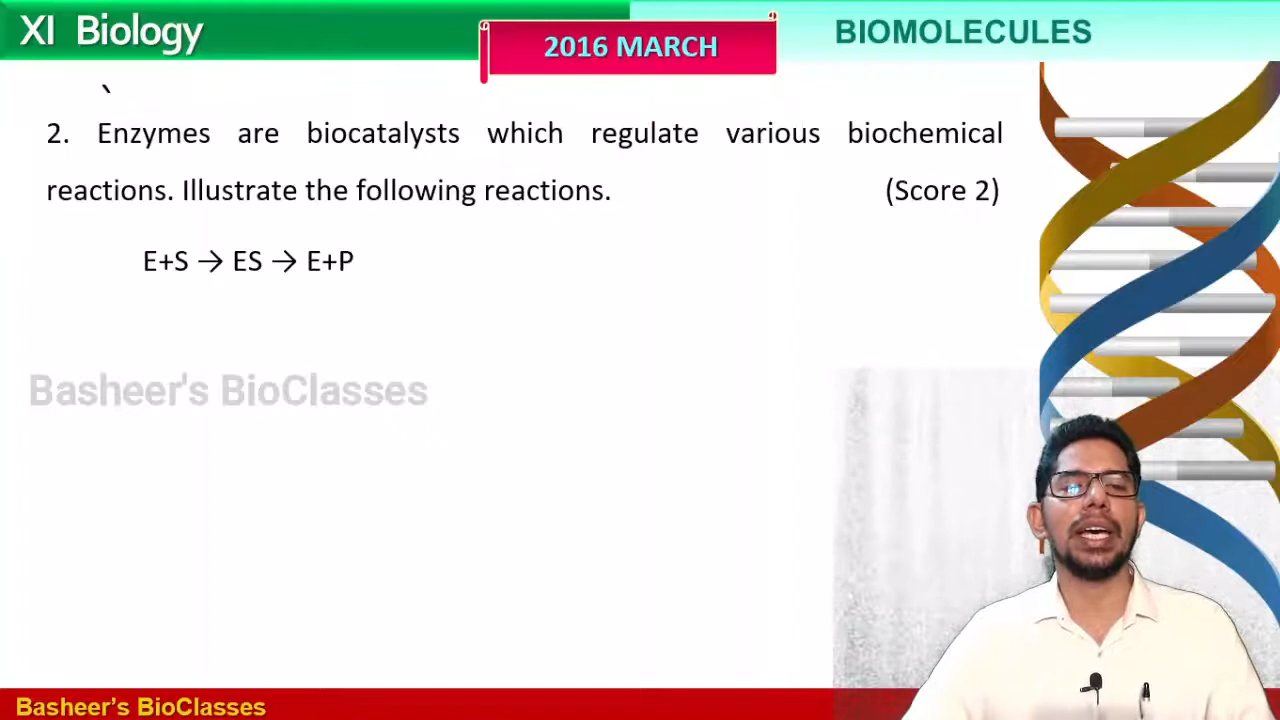 XI Biology
2016 MARCH
BIOMOLECULES
2. Enzymes are biocatalysts which regulate various biochemical
reactions. Illustrate the following reactions. (Score 2)
E+S → ES → E+P
Basheer's BioClasses
Basheer's BioClasses